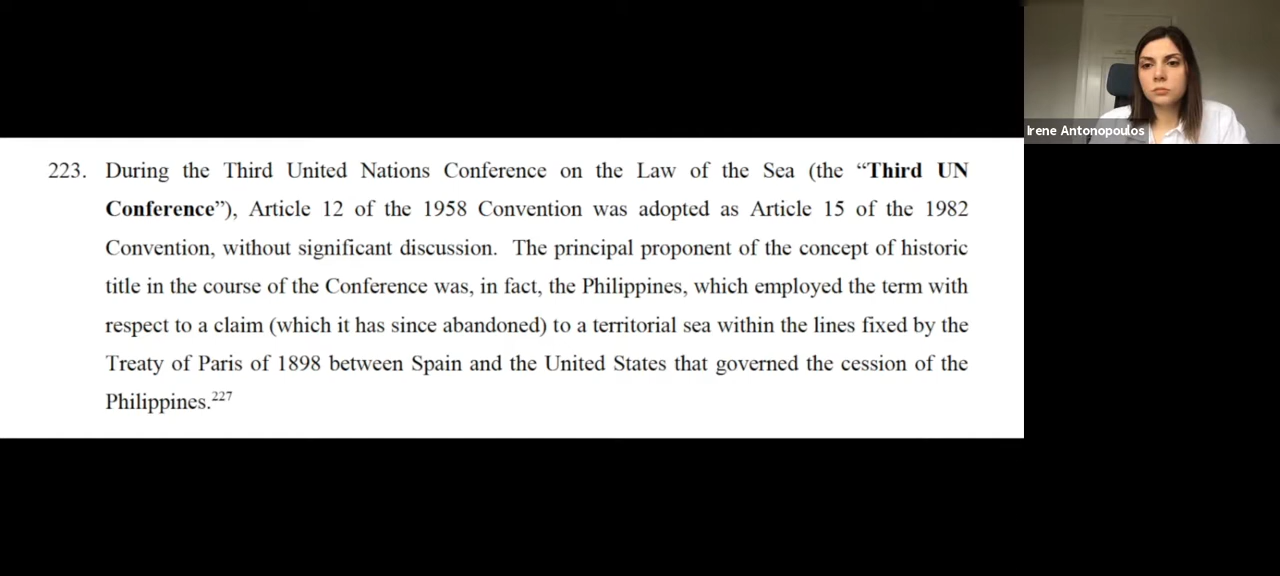 223. During the Third United Nations Conference on the Law of the Sea (the “Third UN
Conference”), Article 12 of the 1958 Convention was adopted as Article 15 of the 1982
Convention, without significant discussion. The principal proponent of the concept of historic
title in the course of the Conference was, in fact, the Philippines, which employed the term with
respect to a claim (which it has since abandoned) to a territorial sea within the lines fixed by the
Treaty of Paris of 1898 between Spain and the United States that governed the cession of the
Philippines.²²⁷
Irene Antonopoulos